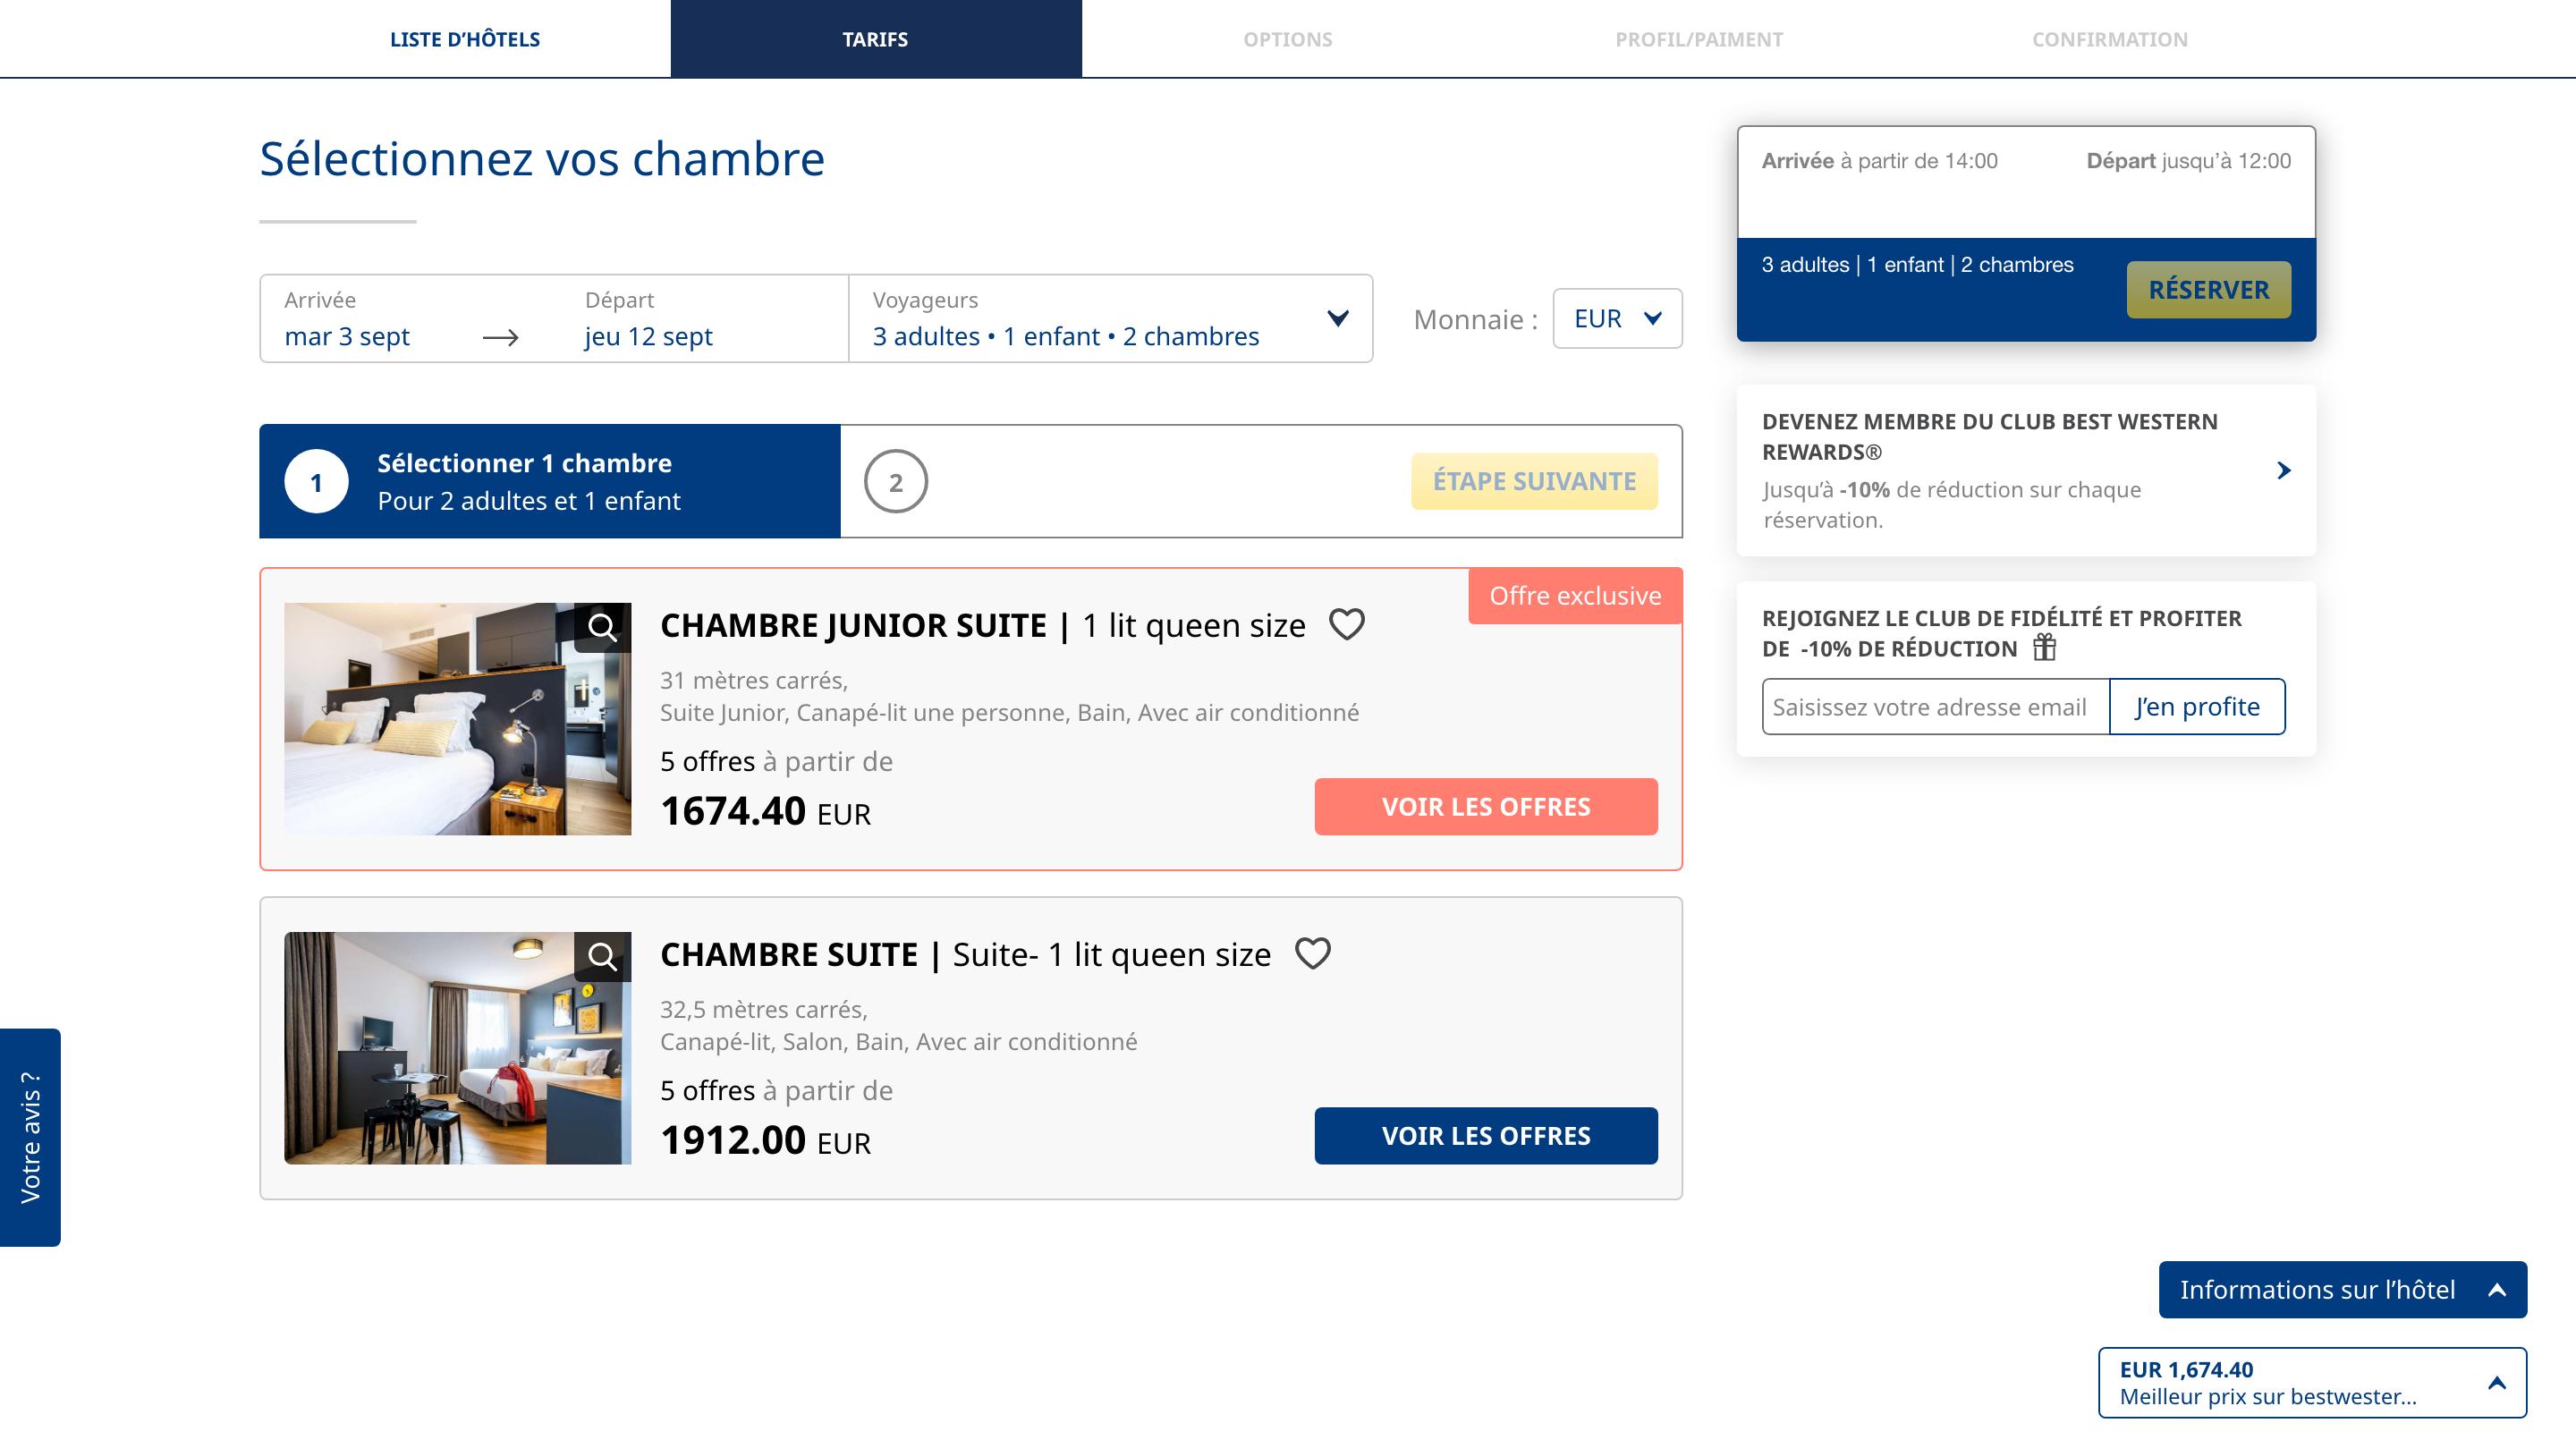 LISTE D’HÔTELS
TARIFS
OPTIONS
PROFIL/PAIMENT
CONFIRMATION
Sélectionnez vos chambre
Arrivée
mar 3 sept
Départ
jeu 12 sept
Voyageurs
3 adultes • 1 enfant • 2 chambres
Monnaie :
EUR
1
Sélectionner 1 chambre
Pour 2 adultes et 1 enfant
2
ÉTAPE SUIVANTE
Offre exclusive
CHAMBRE JUNIOR SUITE | 1 lit queen size
31 mètres carrés,
Suite Junior, Canapé-lit une personne, Bain, Avec air conditionné
5 offres à partir de
1674.40 EUR
VOIR LES OFFRES
CHAMBRE SUITE | Suite- 1 lit queen size
32,5 mètres carrés,
Canapé-lit, Salon, Bain, Avec air conditionné
5 offres à partir de
1912.00 EUR
VOIR LES OFFRES
Arrivée à partir de 14:00
Départ jusqu’à 12:00
3 adultes | 1 enfant | 2 chambres
RÉSERVER
DEVENEZ MEMBRE DU CLUB BEST WESTERN
REWARDS®
Jusqu’à -10% de réduction sur chaque
réservation.
REJOIGNEZ LE CLUB DE FIDÉLITÉ ET PROFITER
DE -10% DE RÉDUCTION
Saisissez votre adresse email
J’en profite
Votre avis ?
Informations sur l’hôtel
EUR 1,674.40
Meilleur prix sur bestwester...